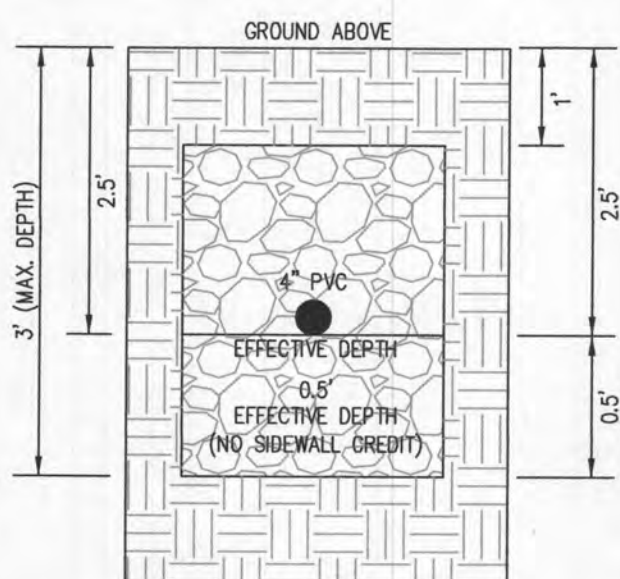 GROUND ABOVE
1'
2.5'
2.5'
3' (MAX. DEPTH)
4" PVC
EFFECTIVE DEPTH
0.5'
EFFECTIVE DEPTH
(NO SIDEWALL CREDIT)
0.5'